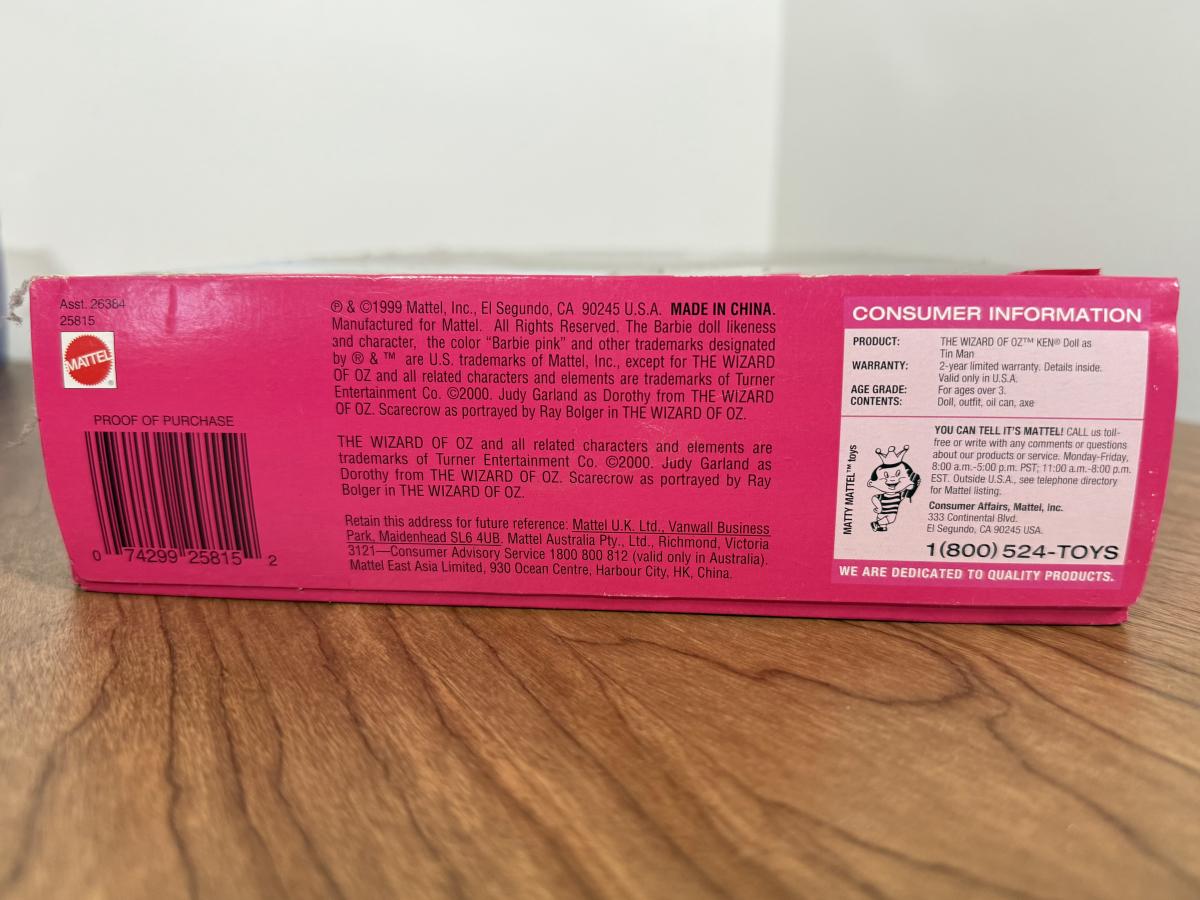 Asst. 26384
25815
MATTEL
®
PROOF OF PURCHASE
0 74299 25815 2
℗ & ©1999 Mattel, Inc., El Segundo, CA 90245 U.S.A. MADE IN CHINA.
Manufactured for Mattel. All Rights Reserved. The Barbie doll likeness
and character, the color "Barbie pink" and other trademarks designated
by ® & ™ are U.S. trademarks of Mattel, Inc., except for THE WIZARD
OF OZ and all related characters and elements are trademarks of Turner
Entertainment Co. ©2000. Judy Garland as Dorothy from THE WIZARD
OF OZ. Scarecrow as portrayed by Ray Bolger in THE WIZARD OF OZ.
THE WIZARD OF OZ and all related characters and elements are
trademarks of Turner Entertainment Co. ©2000. Judy Garland as
Dorothy from THE WIZARD OF OZ. Scarecrow as portrayed by Ray
Bolger in THE WIZARD OF OZ.
Retain this address for future reference: Mattel U.K. Ltd., Vanwall Business
Park, Maidenhead SL6 4UB. Mattel Australia Pty., Ltd., Richmond, Victoria
3121—Consumer Advisory Service 1800 800 812 (valid only in Australia).
Mattel East Asia Limited, 930 Ocean Centre, Harbour City, HK, China.
CONSUMER INFORMATION
PRODUCT: THE WIZARD OF OZ™ KEN® Doll as
Tin Man
WARRANTY: 2-year limited warranty. Details inside.
Valid only in U.S.A.
AGE GRADE: For ages over 3.
CONTENTS: Doll, outfit, oil can, axe
MATTY MATTEL™ toys
YOU CAN TELL IT'S MATTEL! CALL us toll-
free or write with any comments or questions
about our products or service. Monday-Friday,
8:00 a.m.-5:00 p.m. PST; 11:00 a.m.-8:00 p.m.
EST. Outside U.S.A., see telephone directory
for Mattel listing.
Consumer Affairs, Mattel, Inc.
333 Continental Blvd.
El Segundo, CA 90245 USA.
1(800) 524-TOYS
WE ARE DEDICATED TO QUALITY PRODUCTS.